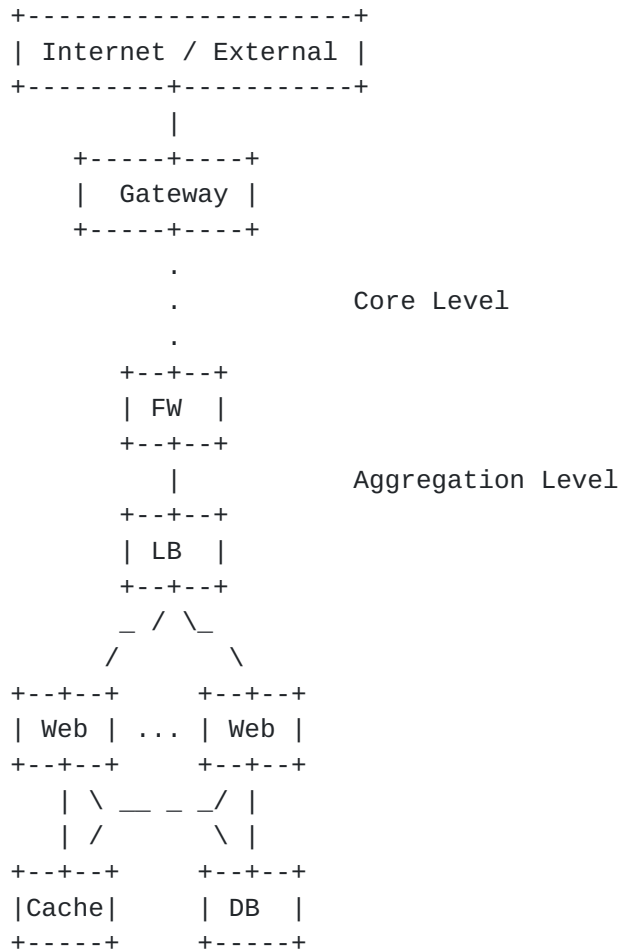 Internet / External
Gateway
Core Level
FW
Aggregation Level
LB
Web ... Web
Cache DB